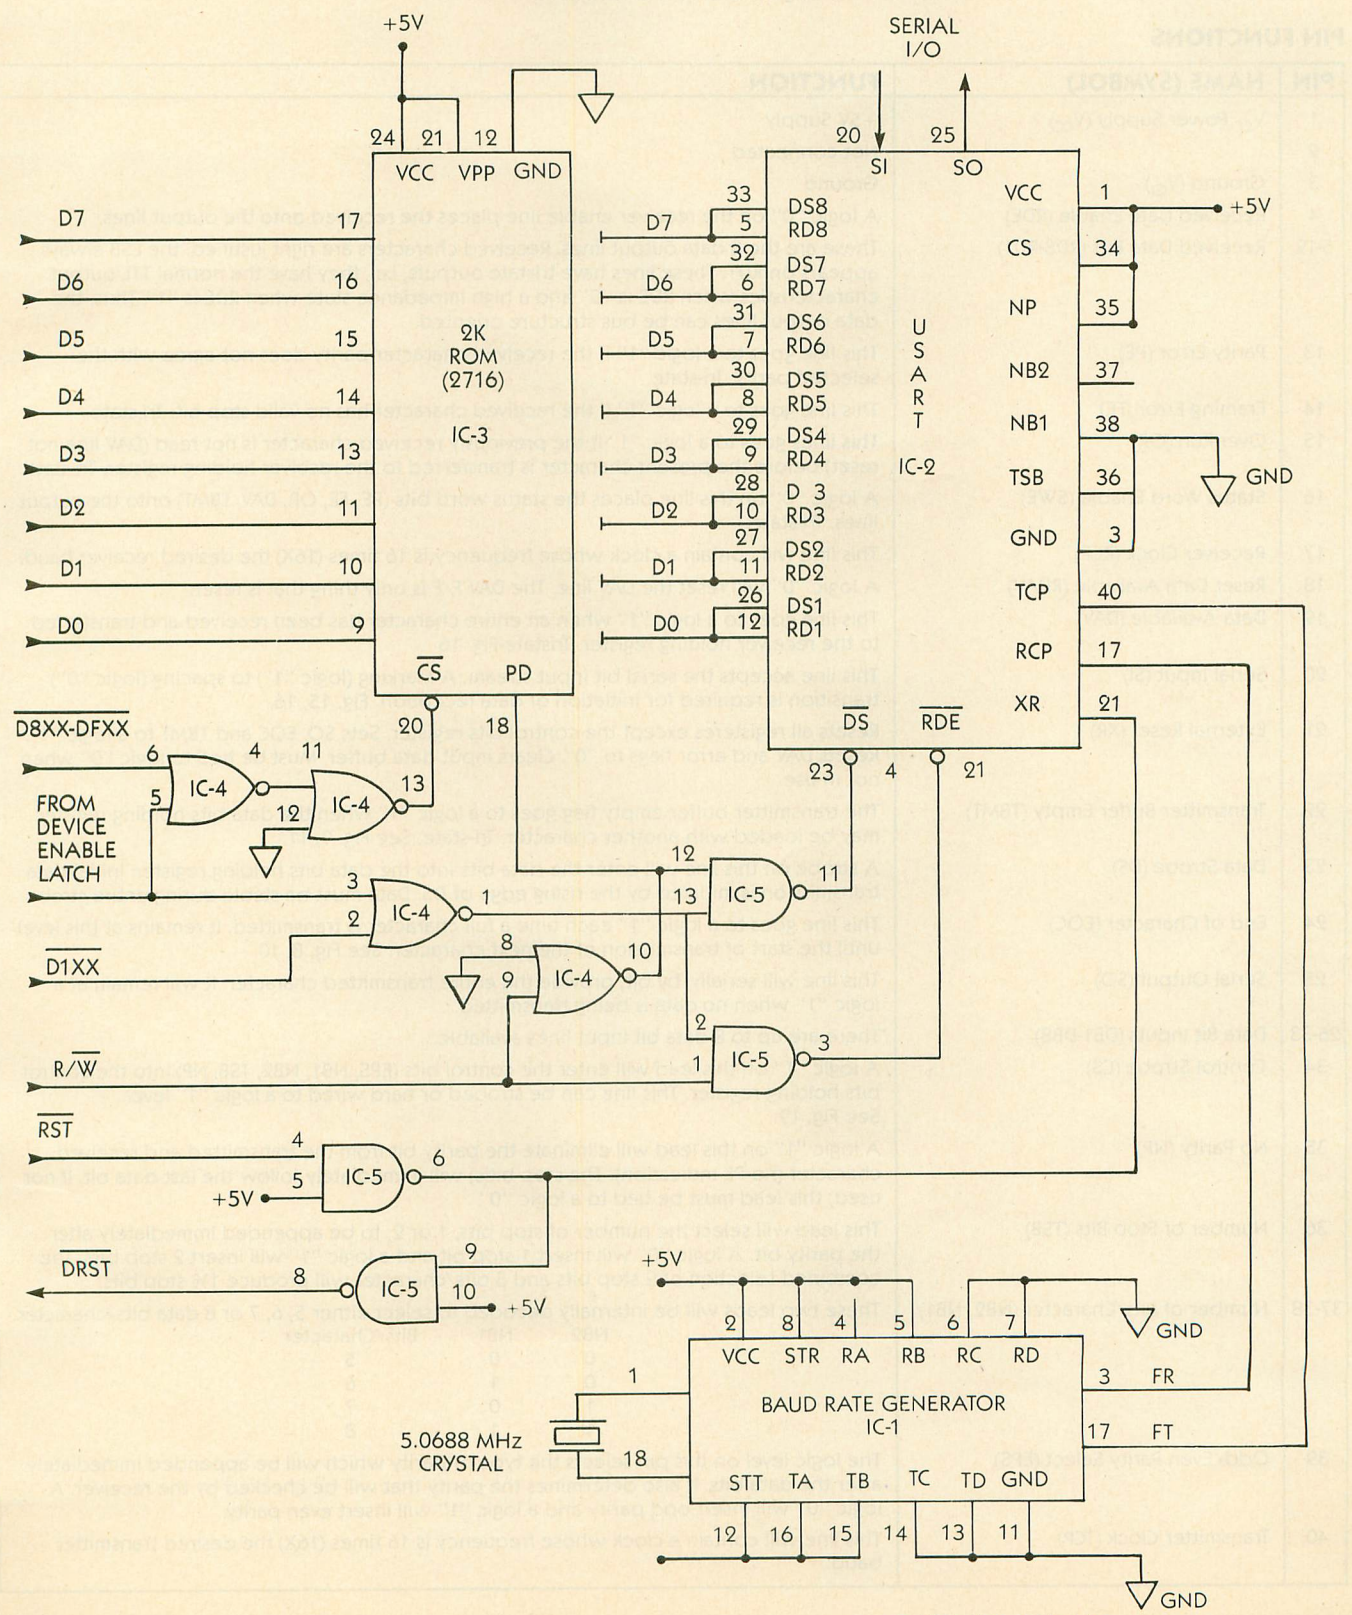 +5V
SERIAL
I/O
24 21 12
VCC VPP GND
20 25
SI SO
D7 17
D6 16
D5 15
D4 14
D3 13
D2 11
D1 10
D0 9
2K
ROM
(2716)
IC-3
CS PD
20 18
D7 33 DS8
5 RD8
32 DS7
D6 6 RD7
31 DS6
D5 7 RD6
30 DS5
D4 8 RD5
29 DS4
D3 9 RD4
28 D 3
D2 10 RD3
27 DS2
D1 11 RD2
26 DS1
D0 12 RD1
U
S
A
R
T
IC-2
VCC 1 +5V
CS 34
NP 35
NB2 37
NB1 38
TSB 36 GND
GND 3
TCP 40
RCP 17
XR 21
DS RDE
23 4 21
D8XX-DFXX
6 4 11
5 IC-4 12 IC-4 13
FROM
DEVICE
ENABLE
LATCH
3 IC-4 1
2
D1XX
12 IC-5 11
13
8 IC-4 10
9
R/W
2 IC-5 3
1
RST
4 IC-5 6
+5V 5
DRST
8 IC-5 9
10 +5V
+5V
2 8 4 5 6 7
GND
VCC STR RA RB RC RD
1
3 FR
BAUD RATE GENERATOR
IC-1
17 FT
5.0688 MHz
CRYSTAL
18
STT TA TB TC TD GND
12 16 15 14 13 11
GND